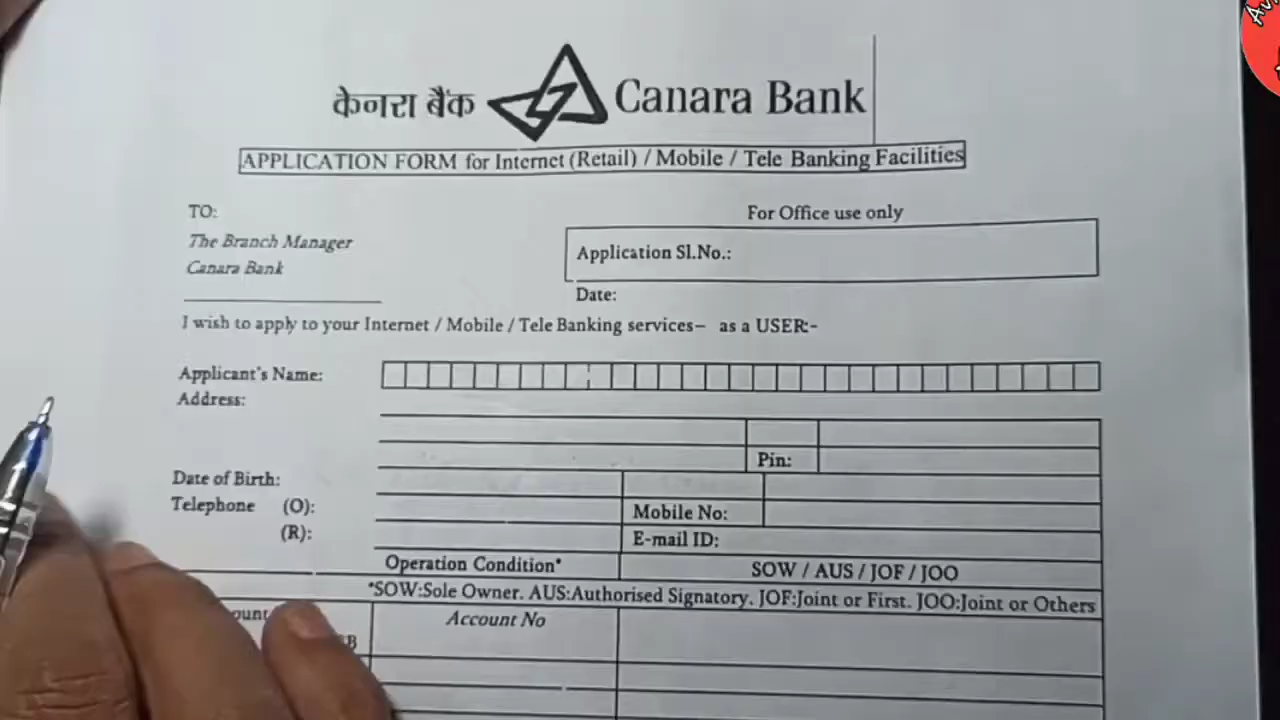 केनरा बैंक Canara Bank
APPLICATION FORM for Internet (Retail) / Mobile / Tele Banking Facilities
TO:
The Branch Manager
Canara Bank
For Office use only
Application Sl.No.:
Date:
I wish to apply to your Internet / Mobile / Tele Banking services– as a USER:-
Applicant's Name:
Address:
Pin:
Date of Birth:
Telephone (O):
Mobile No:
(R):
E-mail ID:
Operation Condition*
SOW / AUS / JOF / JOO
*SOW:Sole Owner. AUS:Authorised Signatory. JOF:Joint or First. JOO:Joint or Others
Account No